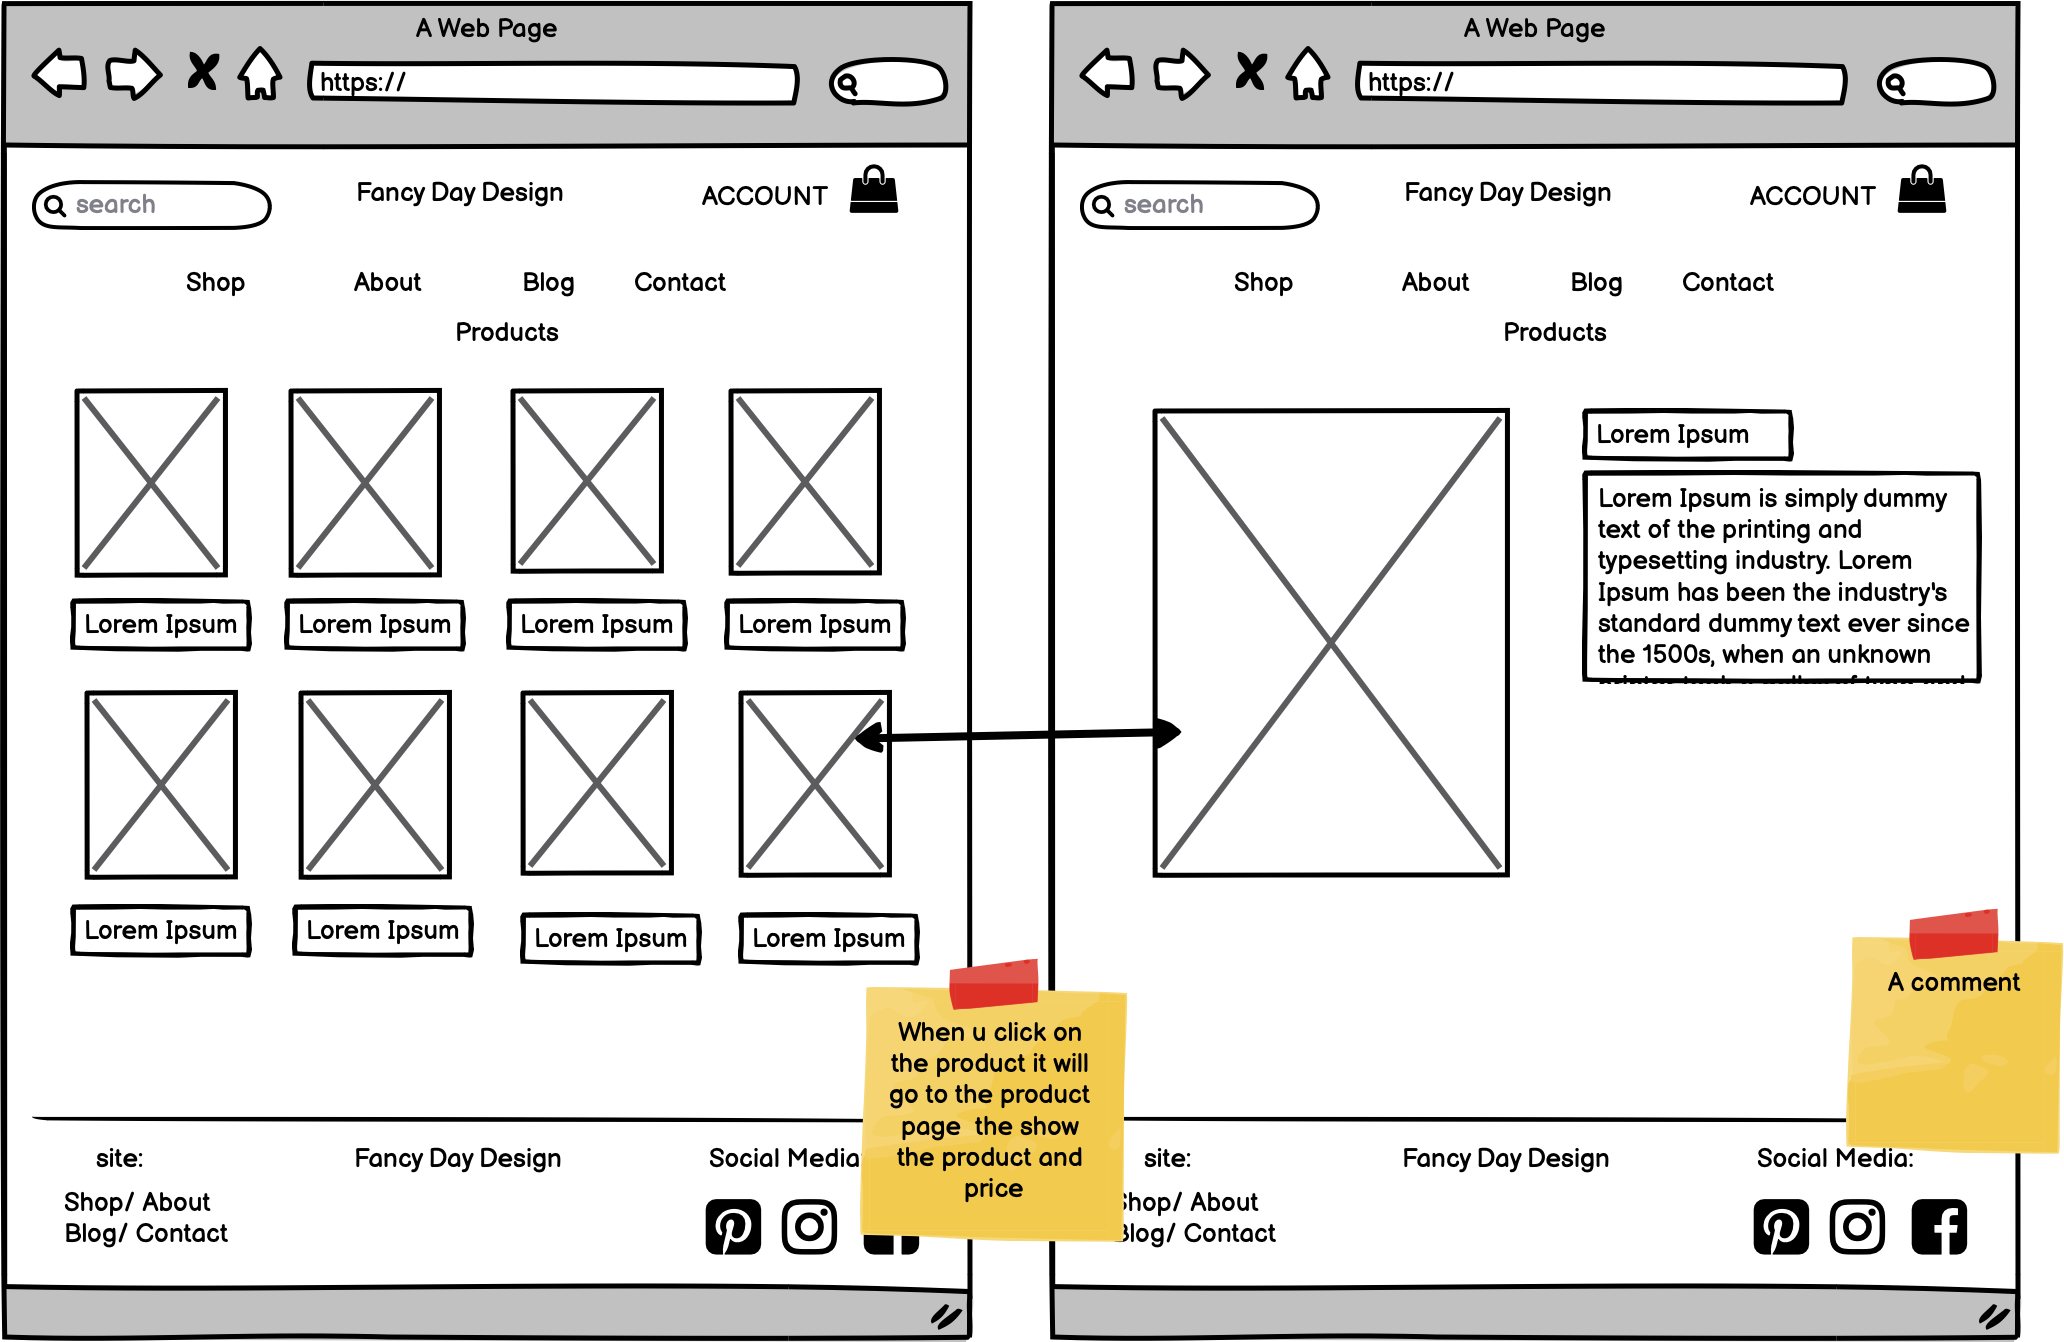 A Web Page
https://
search
Fancy Day Design
ACCOUNT
Shop About Blog Contact
Products
Lorem Ipsum Lorem Ipsum Lorem Ipsum Lorem Ipsum
Lorem Ipsum Lorem Ipsum Lorem Ipsum Lorem Ipsum
When u click on
the product it will
go to the product
page the show
the product and
price
site:
Shop/ About
Blog/ Contact
Fancy Day Design
Social Media:
A Web Page
https://
search
Fancy Day Design
ACCOUNT
Shop About Blog Contact
Products
Lorem Ipsum
Lorem Ipsum is simply dummy
text of the printing and
typesetting industry. Lorem
Ipsum has been the industry's
standard dummy text ever since
the 1500s, when an unknown
A comment
site:
Shop/ About
Blog/ Contact
Fancy Day Design
Social Media: